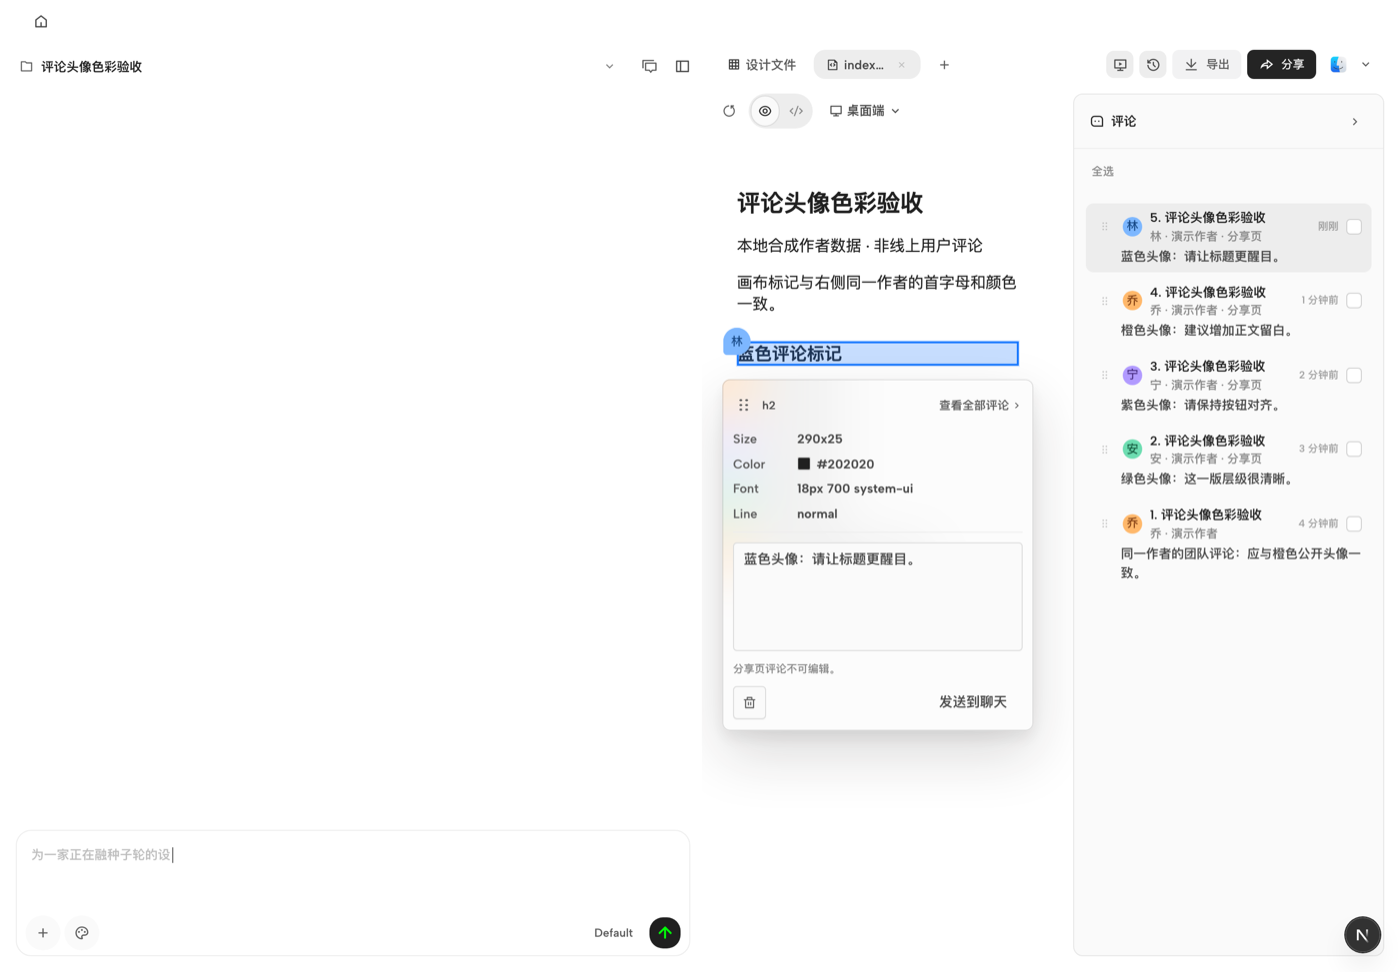 评论头像色彩验收
设计文件
index...
导出
分享
桌面端
评论头像色彩验收
本地合成作者数据 · 非线上用户评论
画布标记与右侧同一作者的首字母和颜色
一致。
林
蓝色评论标记
h2
查看全部评论
Size 290x25
Color #202020
Font 18px 700 system-ui
Line normal
蓝色头像：请让标题更醒目。
分享页评论不可编辑。
发送到聊天
评论
全选
林
5. 评论头像色彩验收
刚刚
林 · 演示作者 · 分享页
蓝色头像：请让标题更醒目。
乔
4. 评论头像色彩验收
1 分钟前
乔 · 演示作者 · 分享页
橙色头像：建议增加正文留白。
宁
3. 评论头像色彩验收
2 分钟前
宁 · 演示作者 · 分享页
紫色头像：请保持按钮对齐。
安
2. 评论头像色彩验收
3 分钟前
安 · 演示作者 · 分享页
绿色头像：这一版层级很清晰。
乔
1. 评论头像色彩验收
4 分钟前
乔 · 演示作者
同一作者的团队评论：应与橙色公开头像一
致。
为一家正在融种子轮的设
Default
N